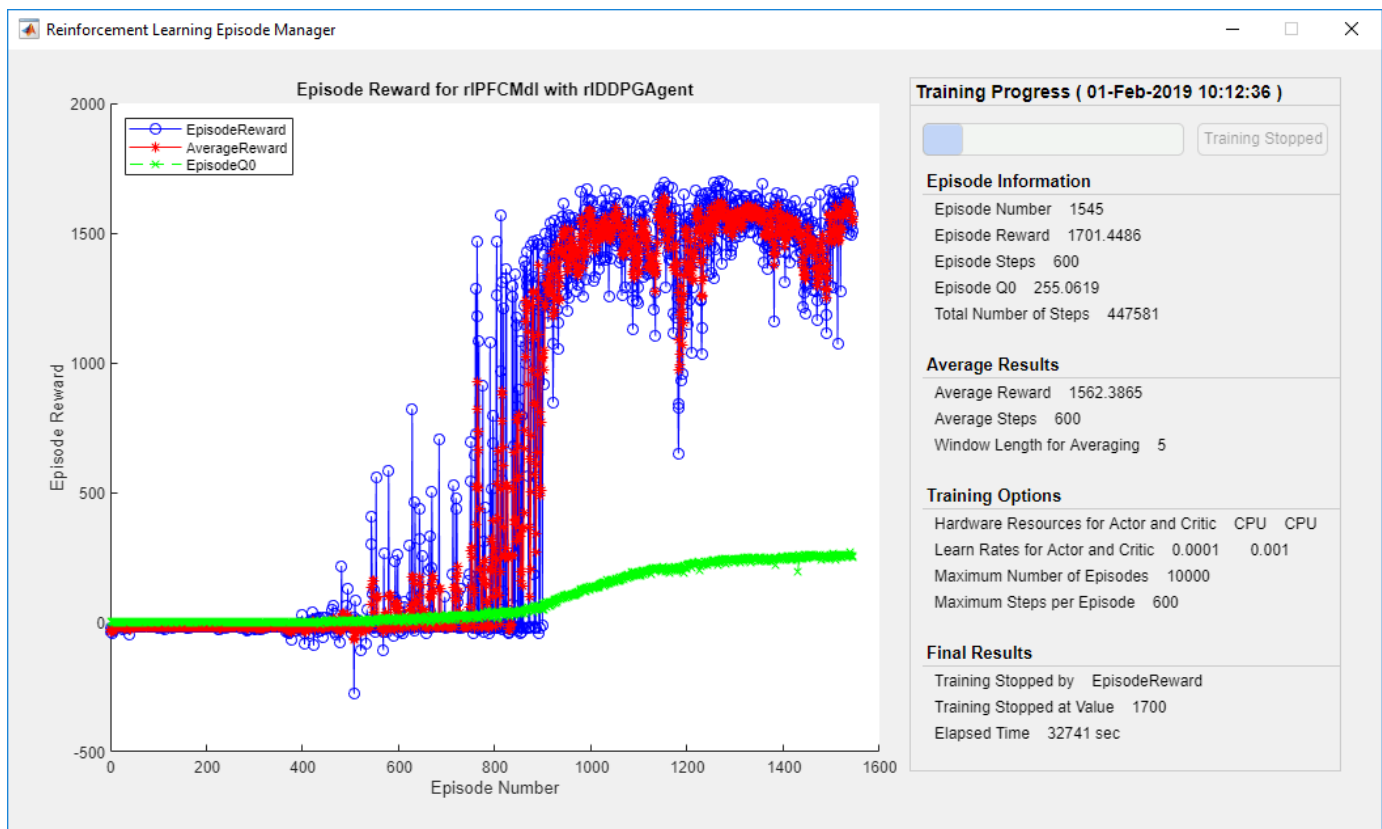 Reinforcement Learning Episode Manager
Episode Reward for rlPFCMdl with rlDDPGAgent
2000
1500
1000
500
0
-500
Episode Reward
EpisodeReward
AverageReward
EpisodeQ0
0 200 400 600 800 1000 1200 1400 1600
Episode Number
Training Progress ( 01-Feb-2019 10:12:36 )
Training Stopped
Episode Information
Episode Number 1545
Episode Reward 1701.4486
Episode Steps 600
Episode Q0 255.0619
Total Number of Steps 447581
Average Results
Average Reward 1562.3865
Average Steps 600
Window Length for Averaging 5
Training Options
Hardware Resources for Actor and Critic CPU CPU
Learn Rates for Actor and Critic 0.0001 0.001
Maximum Number of Episodes 10000
Maximum Steps per Episode 600
Final Results
Training Stopped by EpisodeReward
Training Stopped at Value 1700
Elapsed Time 32741 sec